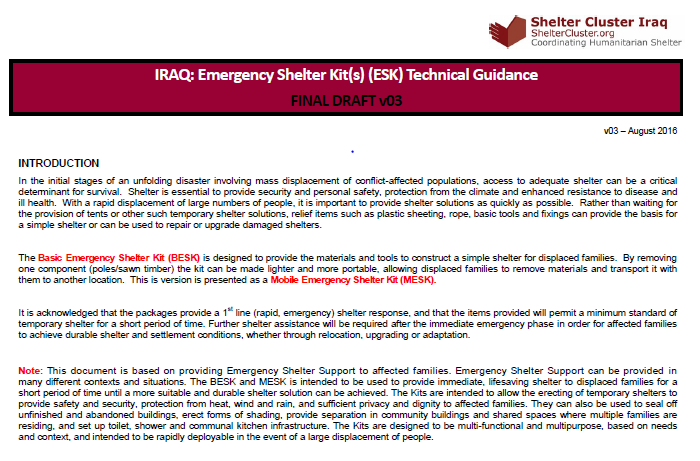 Shelter Cluster Iraq
ShelterCluster.org
Coordinating Humanitarian Shelter
IRAQ: Emergency Shelter Kit(s) (ESK) Technical Guidance
FINAL DRAFT v03
v03 – August 2016
INTRODUCTION
In the initial stages of an unfolding disaster involving mass displacement of conflict-affected populations, access to adequate shelter can be a critical
determinant for survival. Shelter is essential to provide security and personal safety, protection from the climate and enhanced resistance to disease and
ill health. With a rapid displacement of large numbers of people, it is important to provide shelter solutions as quickly as possible. Rather than waiting for
the provision of tents or other such temporary shelter solutions, relief items such as plastic sheeting, rope, basic tools and fixings can provide the basis for
a simple shelter or can be used to repair or upgrade damaged shelters.
The Basic Emergency Shelter Kit (BESK) is designed to provide the materials and tools to construct a simple shelter for displaced families. By removing
one component (poles/sawn timber) the kit can be made lighter and more portable, allowing displaced families to remove materials and transport it with
them to another location. This is version is presented as a Mobile Emergency Shelter Kit (MESK).
It is acknowledged that the packages provide a 1st line (rapid, emergency) shelter response, and that the items provided will permit a minimum standard of
temporary shelter for a short period of time. Further shelter assistance will be required after the immediate emergency phase in order for affected families
to achieve durable shelter and settlement conditions, whether through relocation, upgrading or adaptation.
Note: This document is based on providing Emergency Shelter Support to affected families. Emergency Shelter Support can be provided in
many different contexts and situations. The BESK and MESK is intended to be used to provide immediate, lifesaving shelter to displaced families for a
short period of time until a more suitable and durable shelter solution can be achieved. The Kits are intended to allow the erecting of temporary shelters to
provide safety and security, protection from heat, wind and rain, and sufficient privacy and dignity to affected families. They can also be used to seal off
unfinished and abandoned buildings, erect forms of shading, provide separation in community buildings and shared spaces where multiple families are
residing, and set up toilet, shower and communal kitchen infrastructure. The Kits are designed to be multi-functional and multipurpose, based on needs
and context, and intended to be rapidly deployable in the event of a large displacement of people.